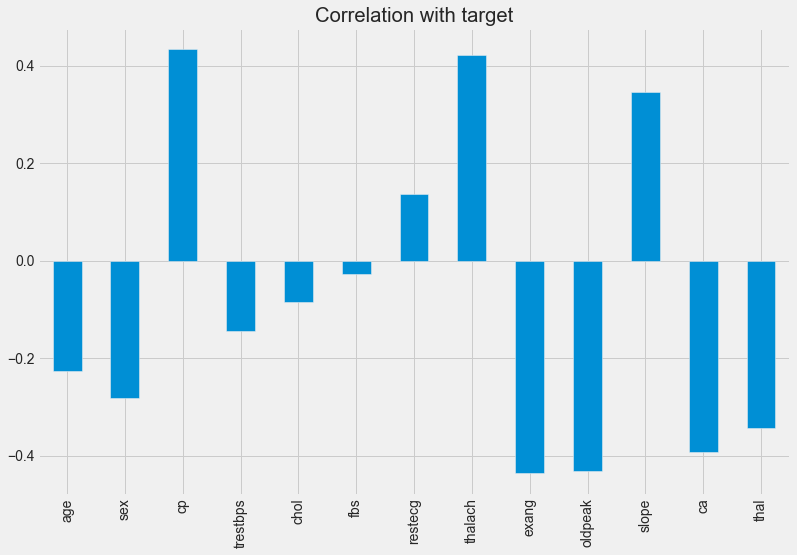 Correlation with target
0.4
0.2
0.0
−0.2
−0.4
age
sex
cp
trestbps
chol
fbs
restecg
thalach
exang
oldpeak
slope
ca
thal